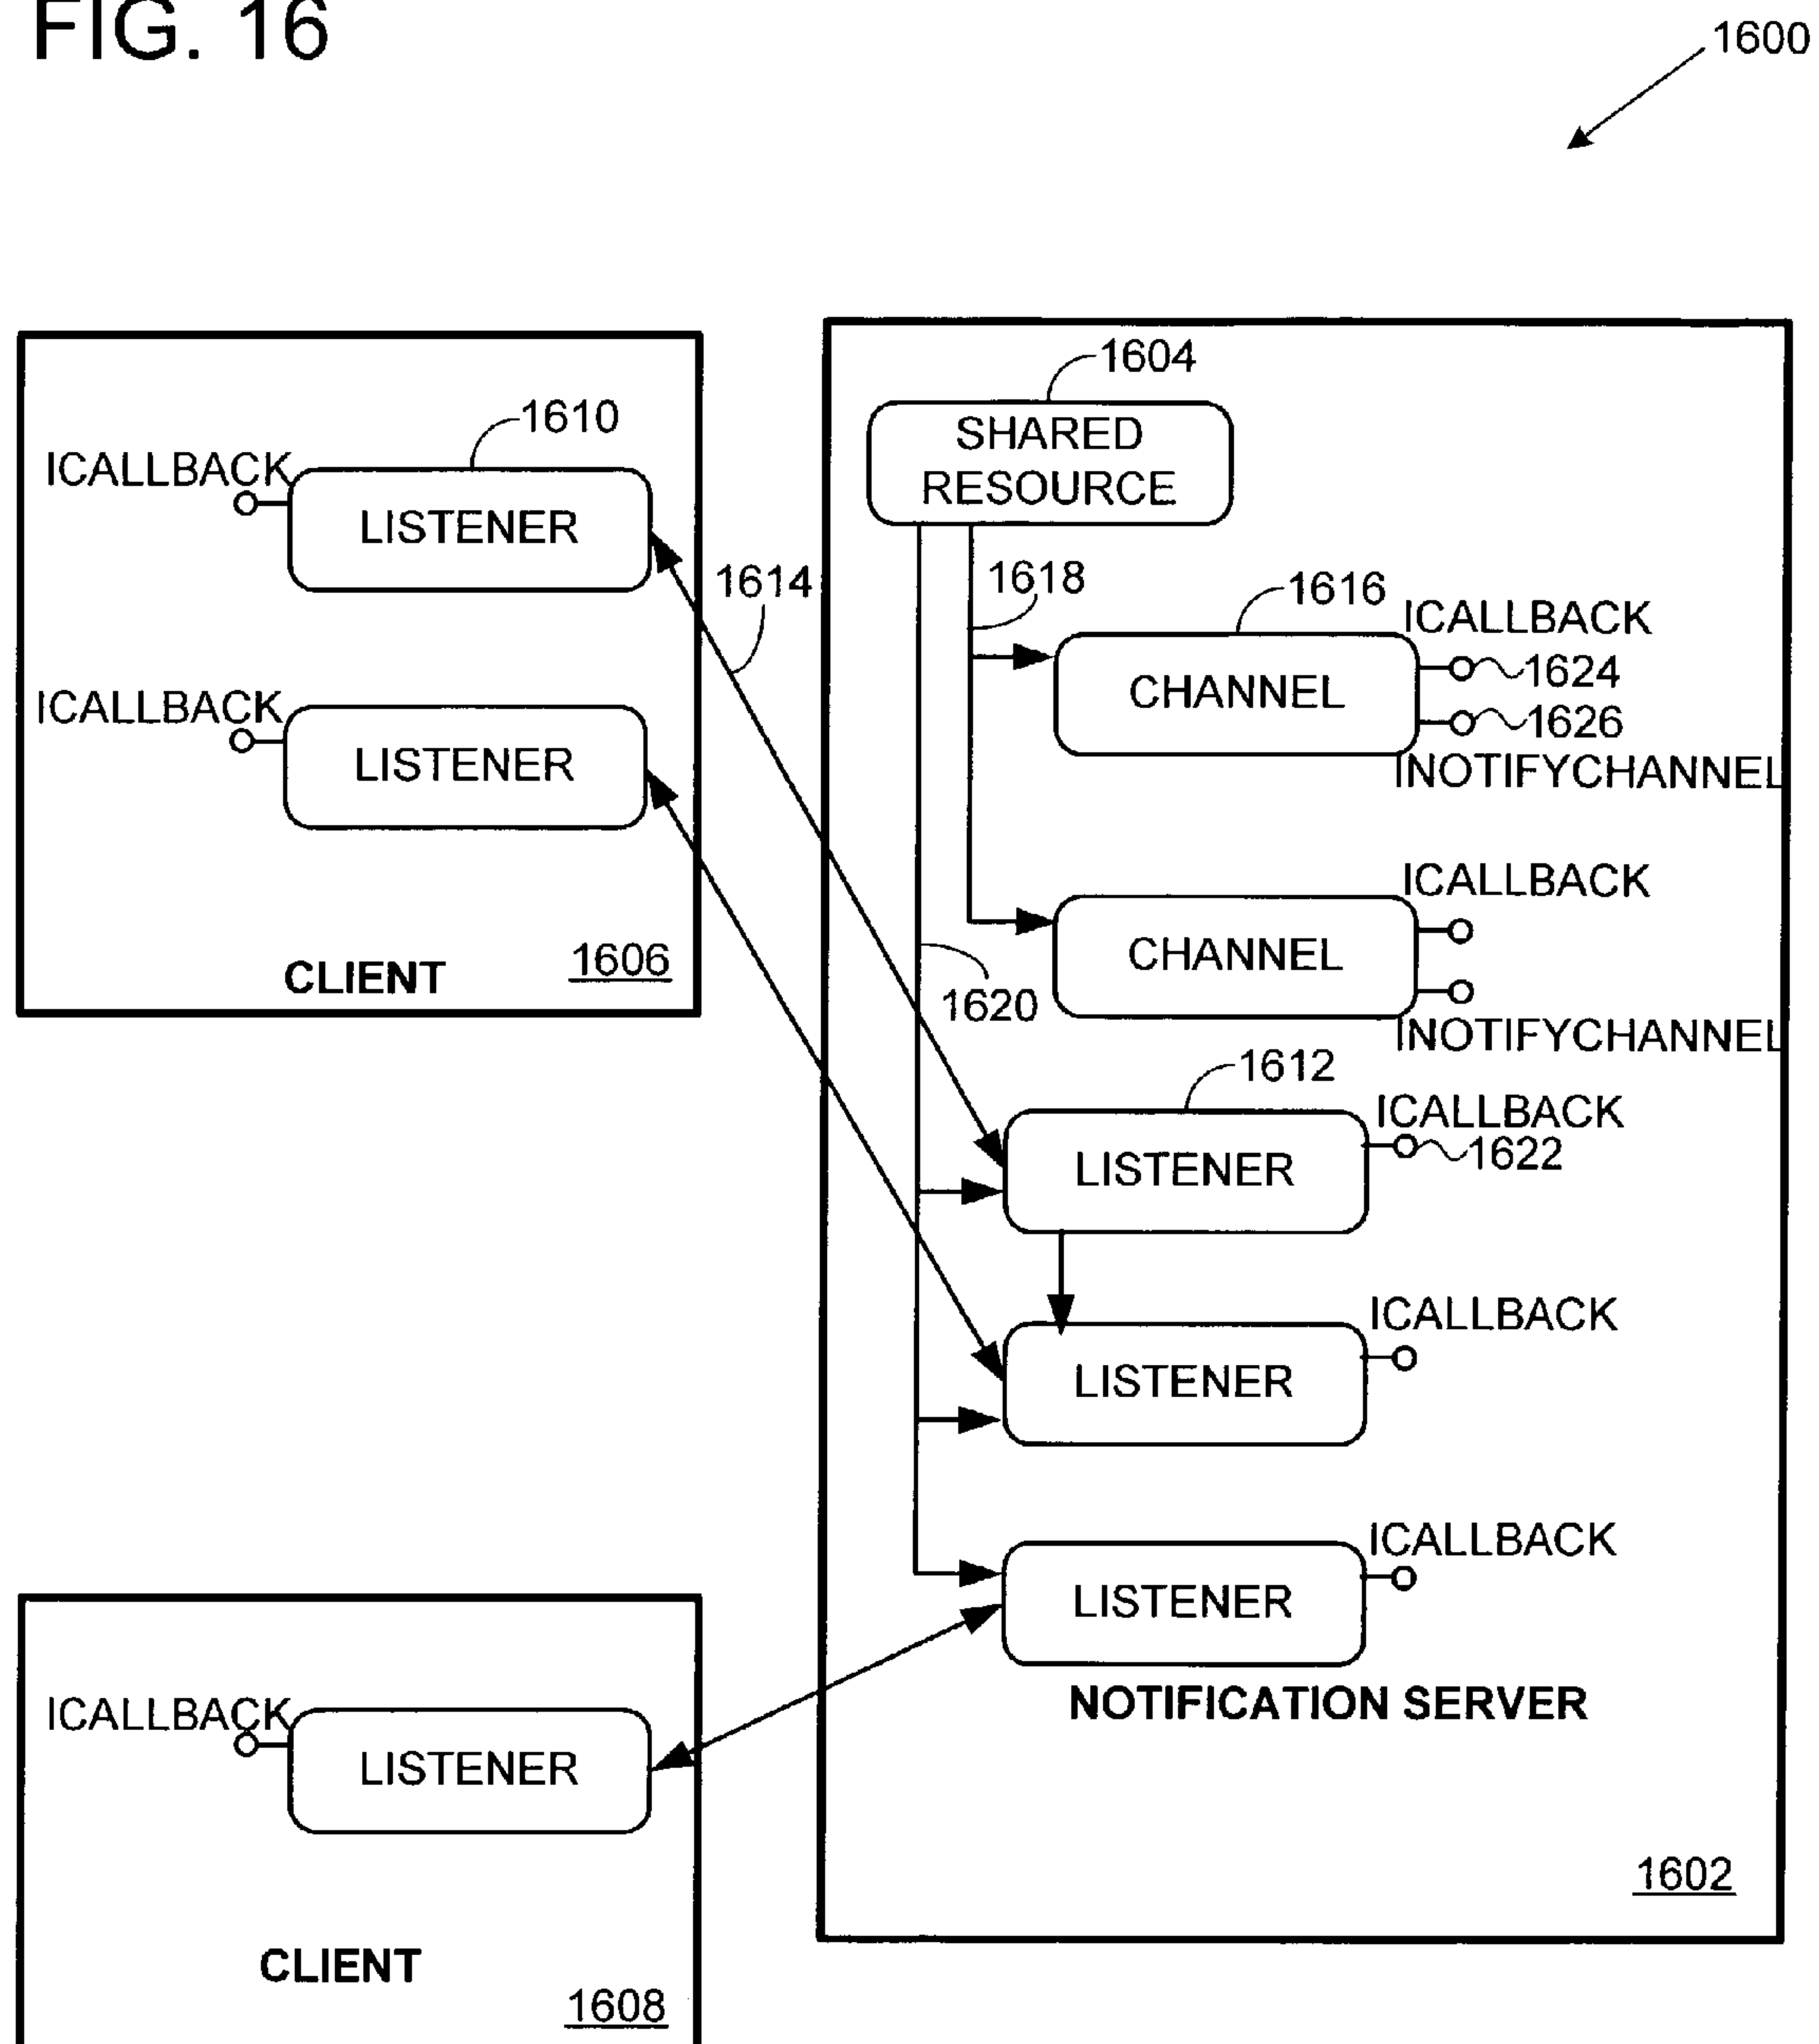 FIG. 16
1600
1604
SHARED
RESOURCE
1610
ICALLBACK
LISTENER
1614
1618
1616
ICALLBACK
1624
CHANNEL
1626
INOTIFYCHANNEL
ICALLBACK
LISTENER
ICALLBACK
CHANNEL
INOTIFYCHANNEL
CLIENT
1606
1620
1612
ICALLBACK
1622
LISTENER
ICALLBACK
LISTENER
ICALLBACK
LISTENER
NOTIFICATION SERVER
1602
ICALLBACK
LISTENER
CLIENT
1608